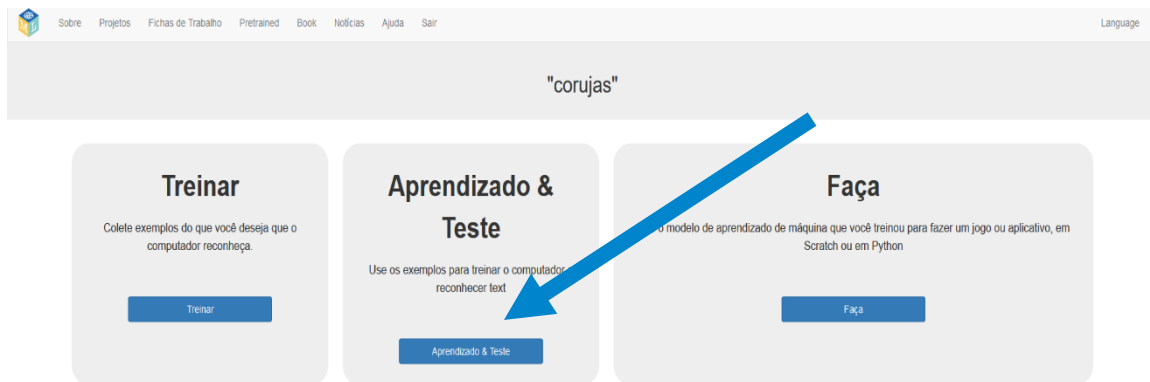 Sobre Projetos Fichas de Trabalho Pretrained Book Notícias Ajuda Sair Language
"corujas"
Treinar
Colete exemplos do que você deseja que o
computador reconheça.
Treinar
Aprendizado &
Teste
Use os exemplos para treinar o computador
reconhecer text
Aprendizado & Teste
Faça
o modelo de aprendizado de máquina que você treinou para fazer um jogo ou aplicativo, em
Scratch ou em Python
Faça